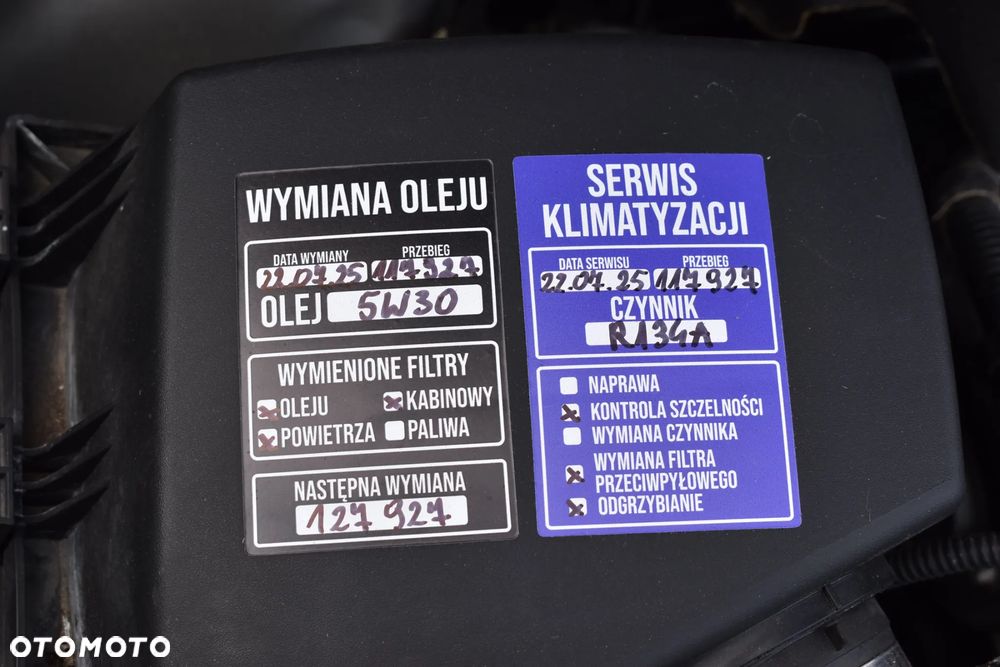 WYMIANA OLEJU
DATA WYMIANY PRZEBIEG
22.07.25 117927
OLEJ 5W30
WYMIENIONE FILTRY
OLEJU KABINOWY
POWIETRZA PALIWA
NASTĘPNA WYMIANA
127 927
SERWIS
KLIMATYZACJI
DATA SERWISU PRZEBIEG
22.07.25 117927
CZYNNIK
R134A
NAPRAWA
KONTROLA SZCZELNOŚCI
WYMIANA CZYNNIKA
WYMIANA FILTRA
PRZECIWPYŁOWEGO
ODGRZYBIANIE
OTOMOTO